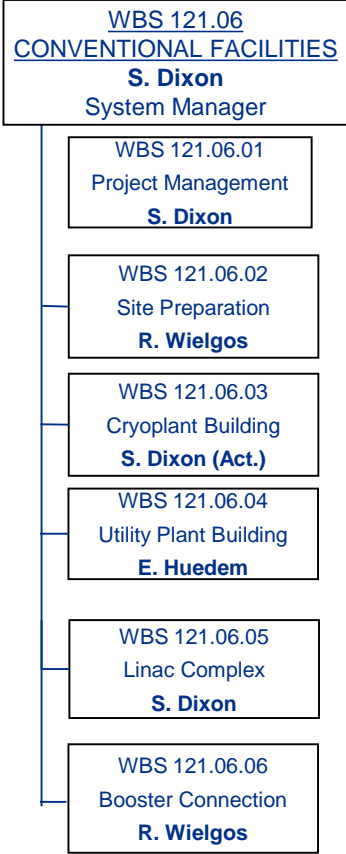 WBS 121.06
CONVENTIONAL FACILITIES
S. Dixon
System Manager
WBS 121.06.01
Project Management
S. Dixon
WBS 121.06.02
Site Preparation
R. Wielgos
WBS 121.06.03
Cryoplant Building
S. Dixon (Act.)
WBS 121.06.04
Utility Plant Building
E. Huedem
WBS 121.06.05
Linac Complex
S. Dixon
WBS 121.06.06
Booster Connection
R. Wielgos